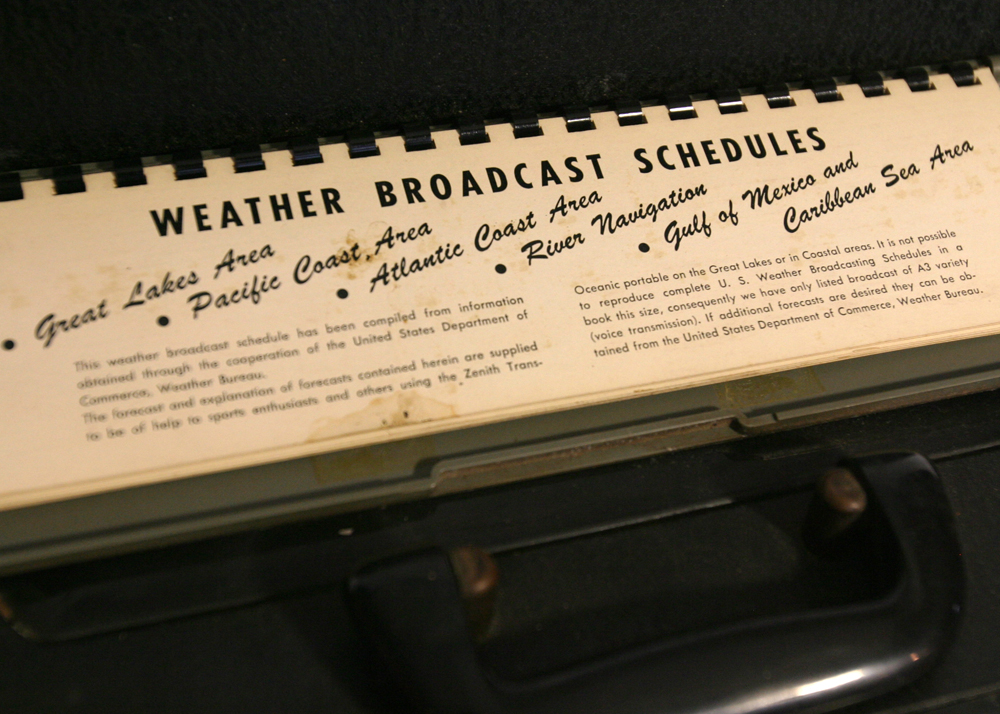 WEATHER BROADCAST SCHEDULES
• Great Lakes Area
• Pacific Coast Area
• Atlantic Coast Area
• River Navigation
• Gulf of Mexico and
Caribbean Sea Area
This weather broadcast schedule has been compiled from information
obtained through the cooperation of the United States Department of
Commerce, Weather Bureau.
The forecast and explanation of forecasts contained herein are supplied
to be of help to sports enthusiasts and others using the Zenith Trans-
Oceanic portable on the Great Lakes or in Coastal areas. It is not possible
to reproduce complete U. S. Weather Broadcasting Schedules in a
book this size, consequently we have only listed broadcast of A3 variety
(voice transmission). If additional forecasts are desired they can be ob-
tained from the United States Department of Commerce, Weather Bureau.